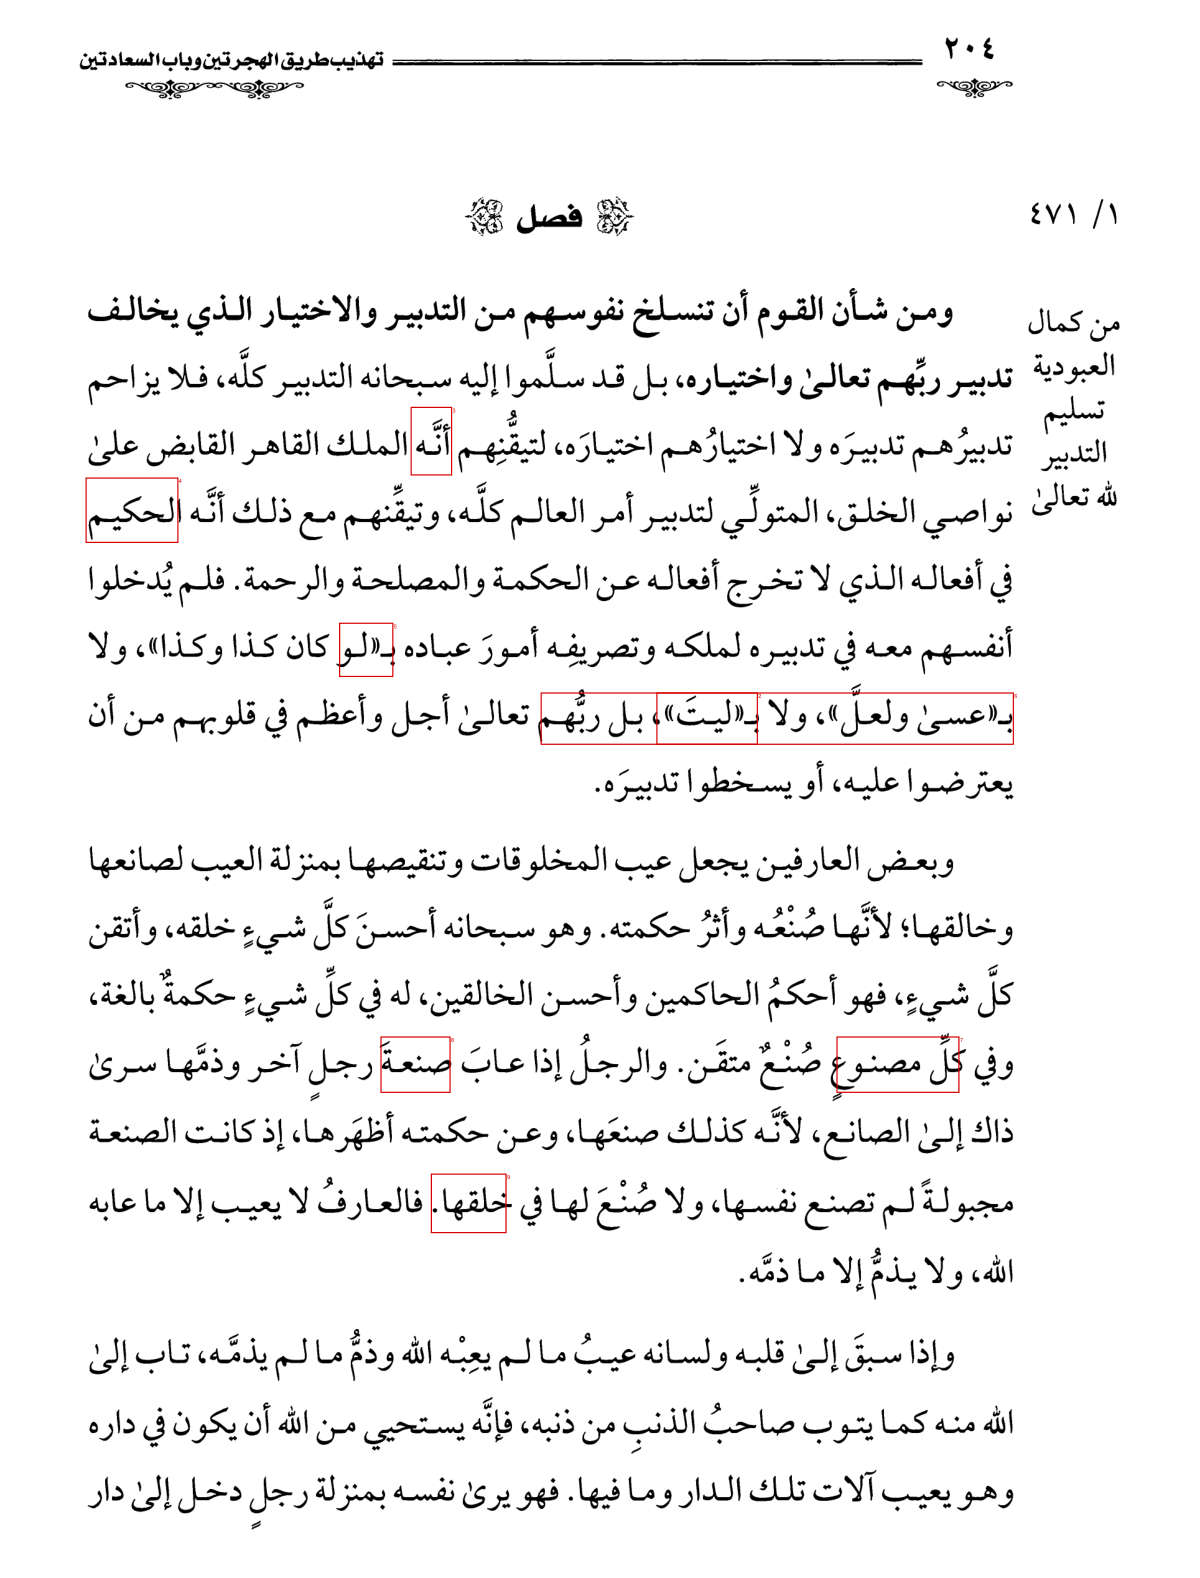 ٢٠٤
تهذيب طريق الهجرتين وباب السعادتين
فصل
١/ ٤٧١
من كمال
العبودية
تسليم
التدبير
لله تعالىٰ
ومن شأن القوم أن تنسلخ نفوسهم من التدبير والاختيار الذي يخالف
تدبير ربِّهم تعالىٰ واختياره، بل قد سلَّموا إليه سبحانه التدبير كلَّه، فلا يزاحم
تدبيرُهم تدبيرَه ولا اختيارُهم اختيارَه، لتيقُّنِهم أنَّه الملك القاهر القابض علىٰ
نواصي الخلق، المتولِّي لتدبير أمر العالم كلَّه، وتيقِّنهم مع ذلك أنَّه الحكيم
في أفعاله الذي لا تخرج أفعاله عن الحكمة والمصلحة والرحمة. فلم يُدخلوا
أنفسهم معه في تدبيره لملكه وتصريفِه أمورَ عباده بـ«لو كان كذا وكذا»، ولا
بـ«عسىٰ ولعلَّ»، ولا بـ«ليتَ»، بل ربُّهم تعالىٰ أجل وأعظم في قلوبهم من أن
يعترضوا عليه، أو يسخطوا تدبيرَه.
وبعض العارفين يجعل عيب المخلوقات وتنقيصها بمنزلة العيب لصانعها
وخالقها؛ لأنَّها صُنْعُه وأثرُ حكمته. وهو سبحانه أحسنَ كلَّ شيءٍ خلقه، وأتقن
كلَّ شيءٍ، فهو أحكمُ الحاكمين وأحسن الخالقين، له في كلِّ شيءٍ حكمةٌ بالغة،
وفي كلِّ مصنوعٍ صُنْعٌ متقَن. والرجلُ إذا عابَ صنعةَ رجلٍ آخر وذمَّها سرىٰ
ذاك إلىٰ الصانع، لأنَّه كذلك صنعَها، وعن حكمته أظهَرها، إذ كانت الصنعة
مجبولةً لم تصنع نفسها، ولا صُنْعَ لها في خلقها. فالعارفُ لا يعيب إلا ما عابه
الله، ولا يذمُّ إلا ما ذمَّه.
وإذا سبقَ إلىٰ قلبه ولسانه عيبُ ما لم يعِبْه الله وذمُّ ما لم يذمَّه، تاب إلىٰ
الله منه كما يتوب صاحبُ الذنبِ من ذنبه، فإنَّه يستحيي من الله أن يكون في داره
وهو يعيب آلات تلك الدار وما فيها. فهو يرىٰ نفسه بمنزلة رجلٍ دخل إلىٰ دار